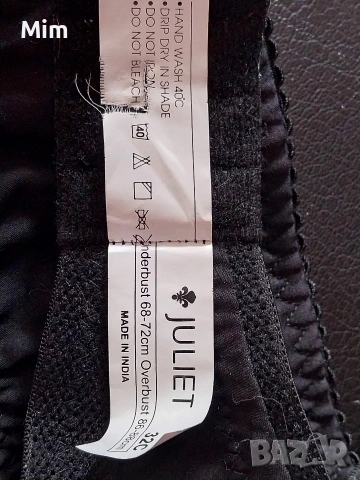 Mim
• HAND WASH 40C
• DRIP DRY IN SHADE
• DO NOT
• DO NOT BLEACH
40
JULIET
Underbust 68-72cm Overbust
32C
MADE IN INDIA
BAZAR